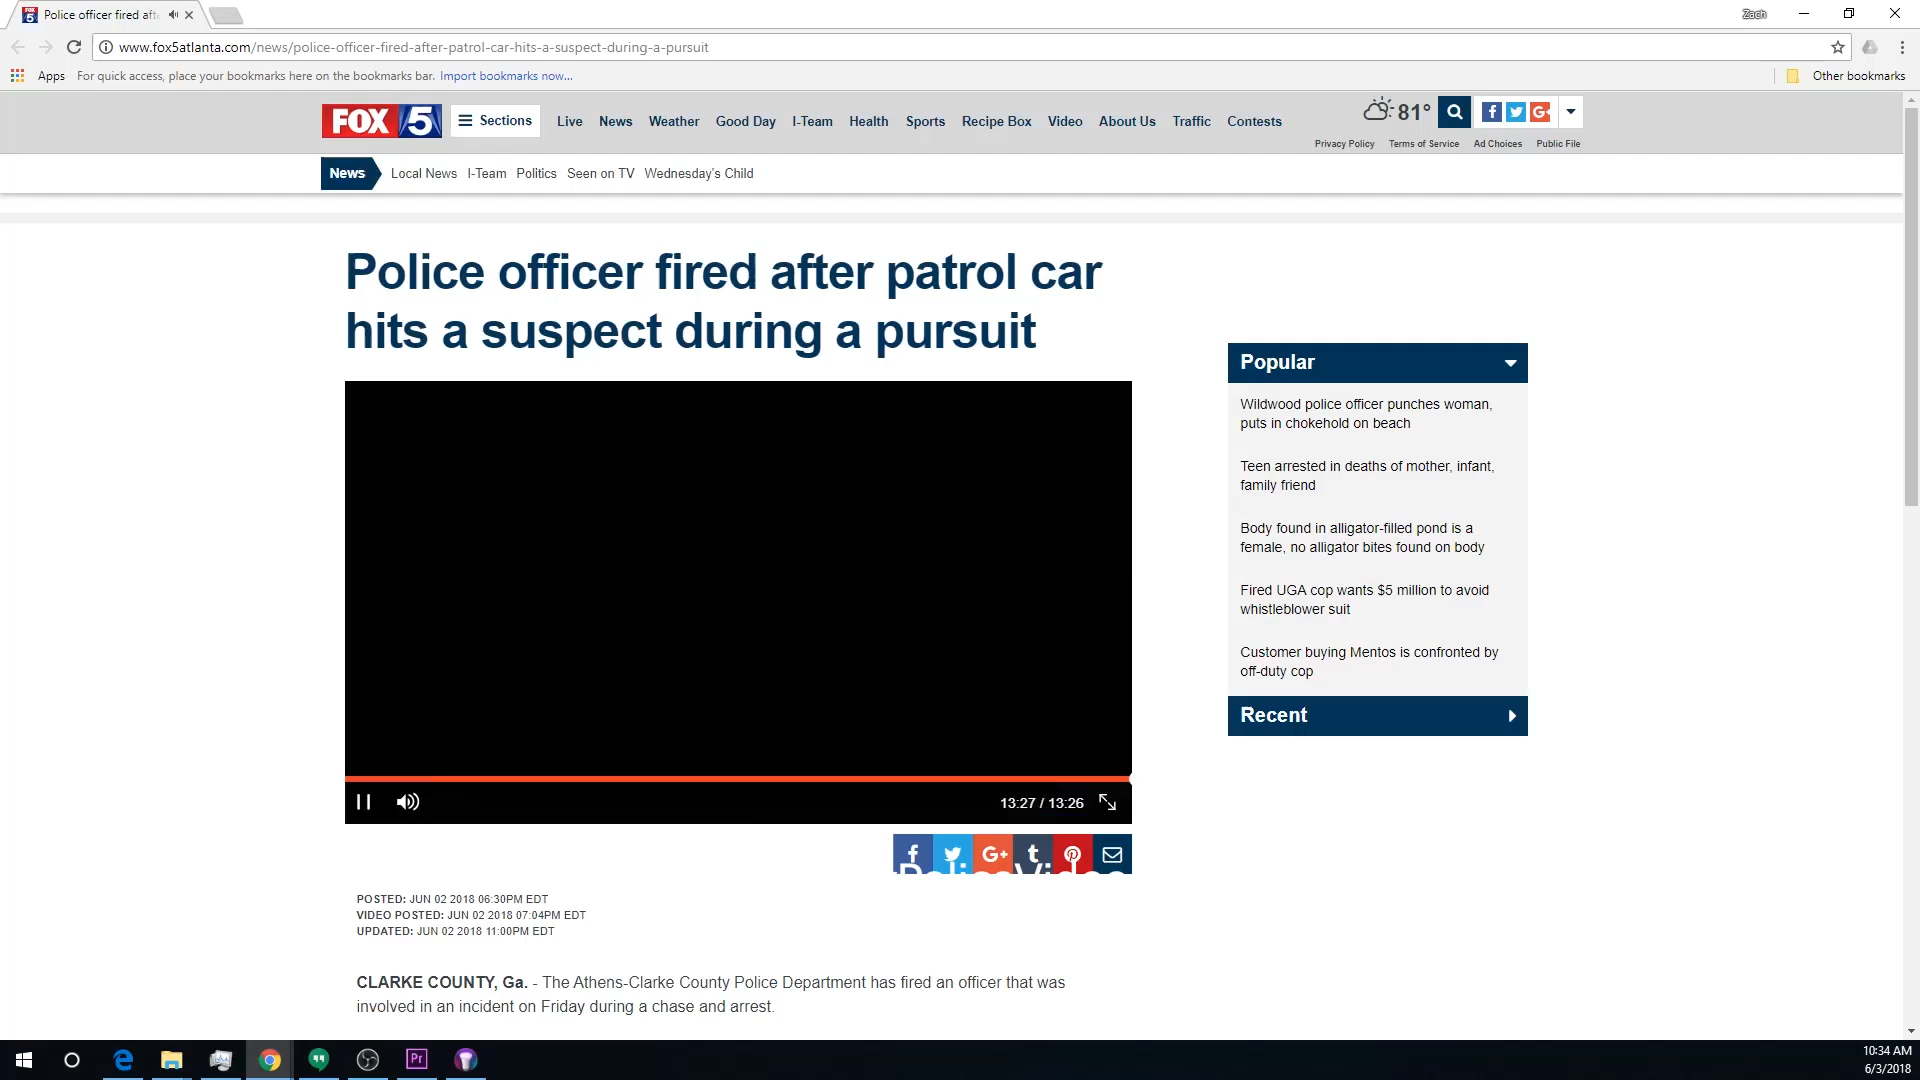 Police officer fired aft
Zach
www.fox5atlanta.com/news/police-officer-fired-after-patrol-car-hits-a-suspect-during-a-pursuit
Apps For quick access, place your bookmarks here on the bookmarks bar. Import bookmarks now... Other bookmarks
FOX 5 Sections Live News Weather Good Day I-Team Health Sports Recipe Box Video About Us Traffic Contests 81°
Privacy Policy Terms of Service Ad Choices Public File
News Local News I-Team Politics Seen on TV Wednesday's Child
Police officer fired after patrol car
hits a suspect during a pursuit
13:27 / 13:26
POSTED: JUN 02 2018 06:30PM EDT
VIDEO POSTED: JUN 02 2018 07:04PM EDT
UPDATED: JUN 02 2018 11:00PM EDT
CLARKE COUNTY, Ga. - The Athens-Clarke County Police Department has fired an officer that was
involved in an incident on Friday during a chase and arrest.
Popular
Wildwood police officer punches woman,
puts in chokehold on beach
Teen arrested in deaths of mother, infant,
family friend
Body found in alligator-filled pond is a
female, no alligator bites found on body
Fired UGA cop wants $5 million to avoid
whistleblower suit
Customer buying Mentos is confronted by
off-duty cop
Recent
Pr
10:34 AM
6/3/2018